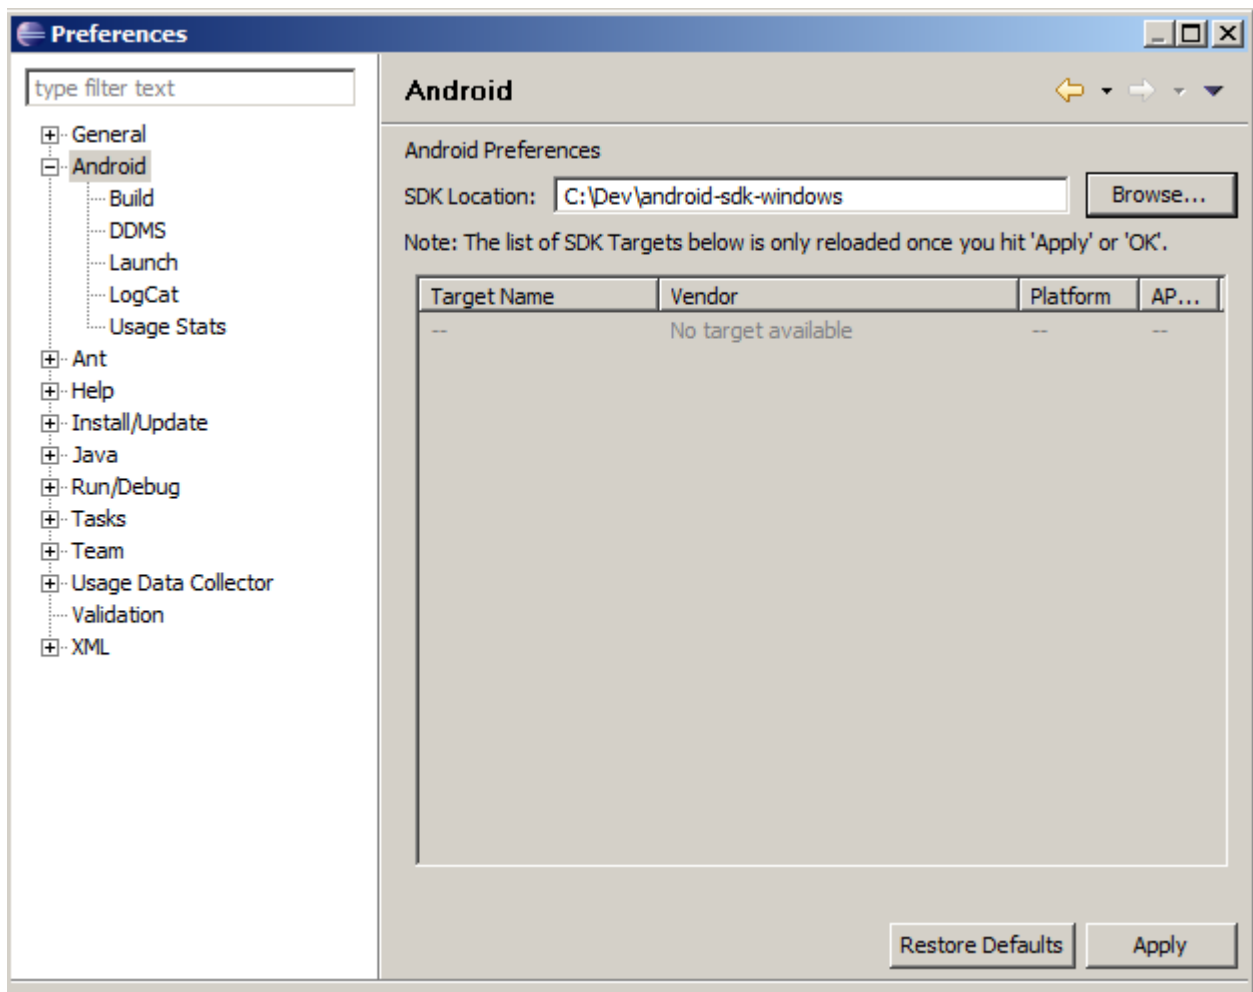 Preferences
type filter text
General
Android
Build
DDMS
Launch
LogCat
Usage Stats
Ant
Help
Install/Update
Java
Run/Debug
Tasks
Team
Usage Data Collector
Validation
XML
Android
Android Preferences
SDK Location: C:\Dev\android-sdk-windows Browse...
Note: The list of SDK Targets below is only reloaded once you hit 'Apply' or 'OK'.
Target Name Vendor Platform AP...
-- No target available -- --
Restore Defaults Apply